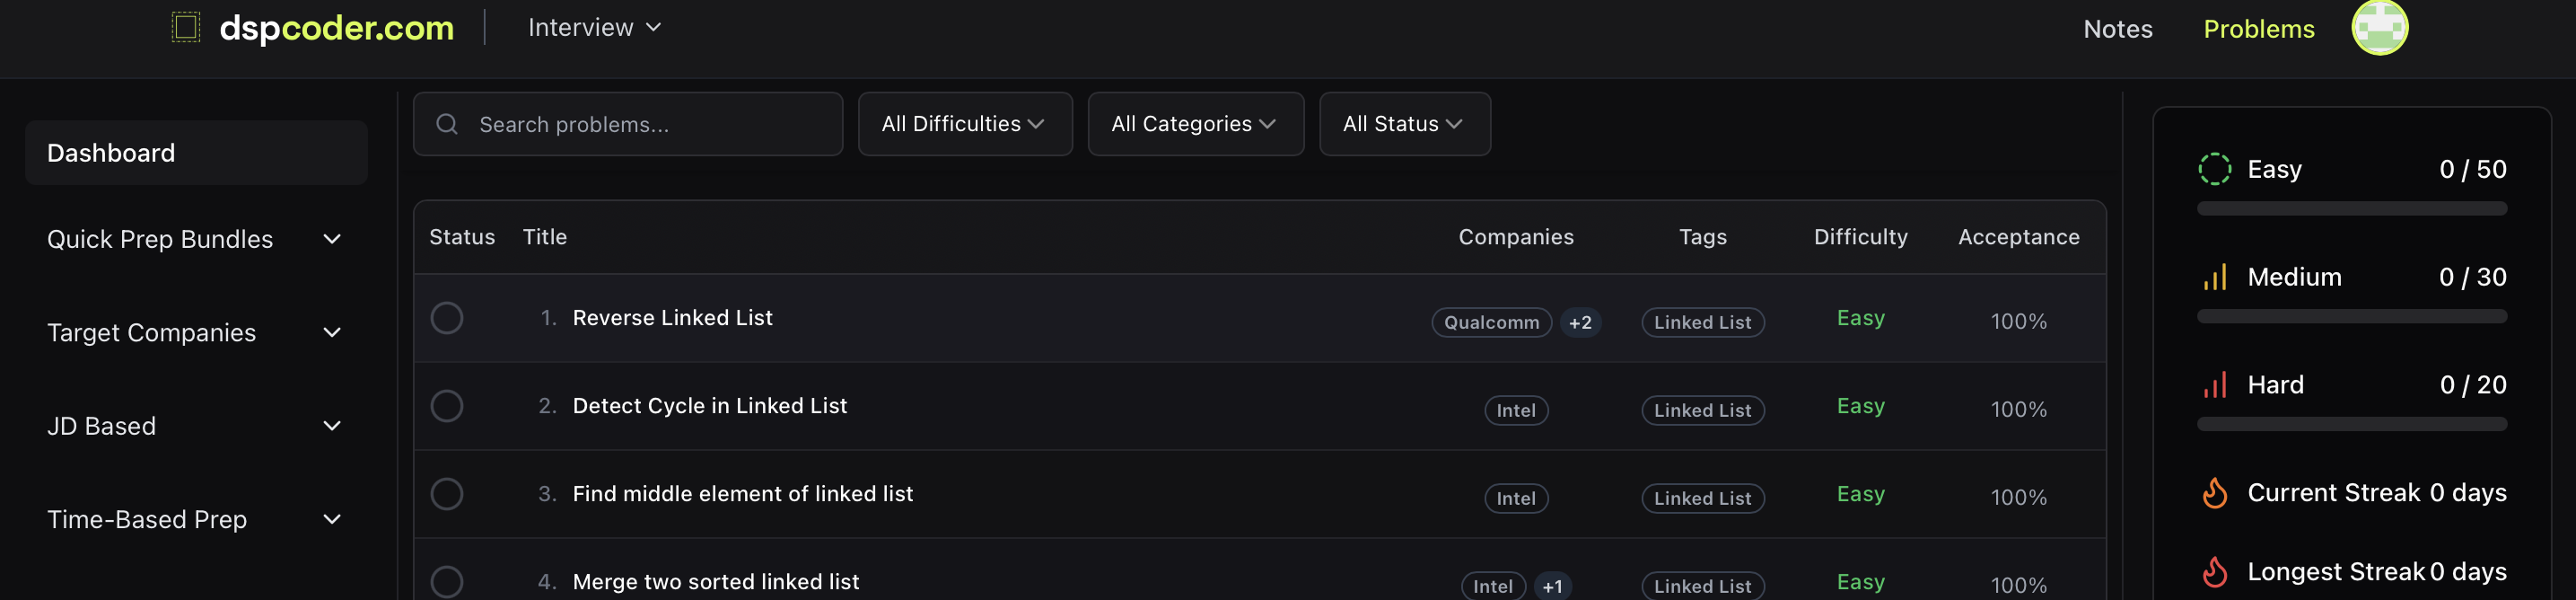 dspcoder.com
Interview
Notes
Problems
Dashboard
Quick Prep Bundles
Target Companies
JD Based
Time-Based Prep
Search problems...
All Difficulties
All Categories
All Status
Status Title Companies Tags Difficulty Acceptance
1. Reverse Linked List Qualcomm +2 Linked List Easy 100%
2. Detect Cycle in Linked List Intel Linked List Easy 100%
3. Find middle element of linked list Intel Linked List Easy 100%
4. Merge two sorted linked list Intel +1 Linked List Easy 100%
Easy 0 / 50
Medium 0 / 30
Hard 0 / 20
Current Streak 0 days
Longest Streak 0 days